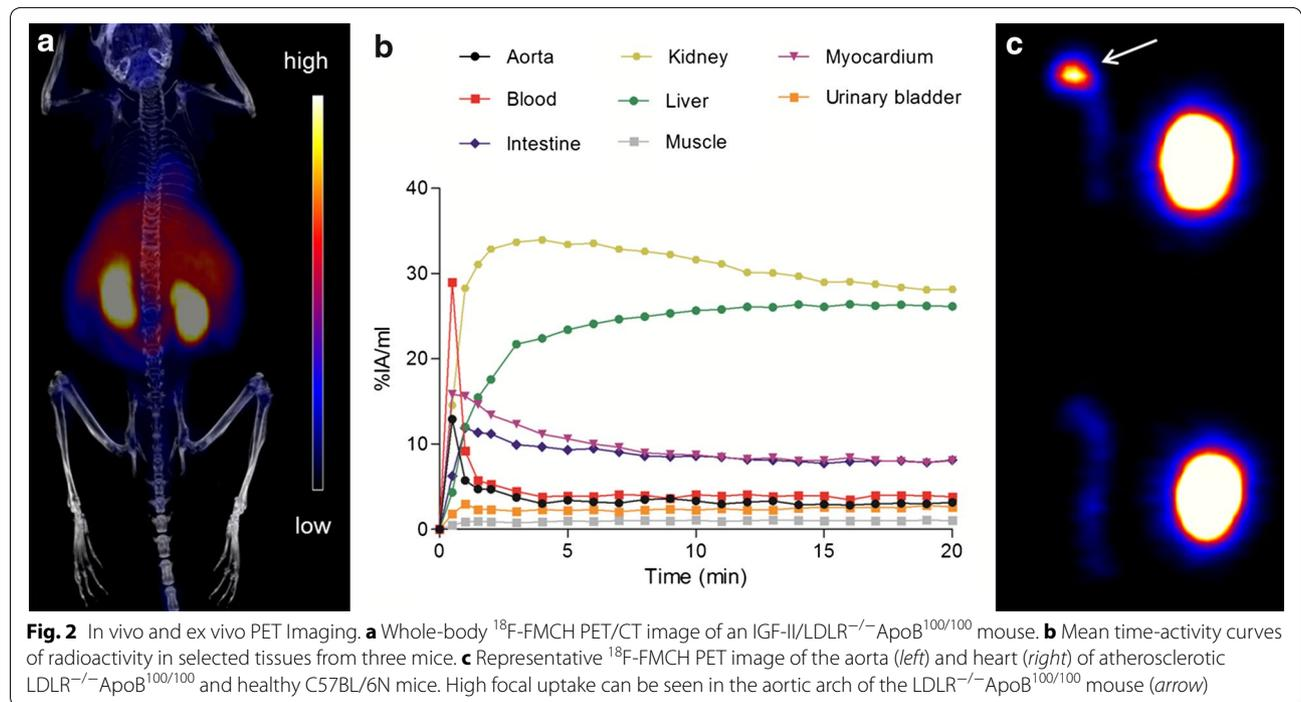 a
high
low
b
Aorta
Kidney
Myocardium
Blood
Liver
Urinary bladder
Intestine
Muscle
40
30
20
10
0
%IA/ml
0 5 10 15 20
Time (min)
c
Fig. 2 In vivo and ex vivo PET Imaging. a Whole-body ¹⁸F-FMCH PET/CT image of an IGF-II/LDLR⁻/⁻ApoB¹⁰⁰/¹⁰⁰ mouse. b Mean time-activity curves
of radioactivity in selected tissues from three mice. c Representative ¹⁸F-FMCH PET image of the aorta (left) and heart (right) of atherosclerotic
LDLR⁻/⁻ApoB¹⁰⁰/¹⁰⁰ and healthy C57BL/6N mice. High focal uptake can be seen in the aortic arch of the LDLR⁻/⁻ApoB¹⁰⁰/¹⁰⁰ mouse (arrow)